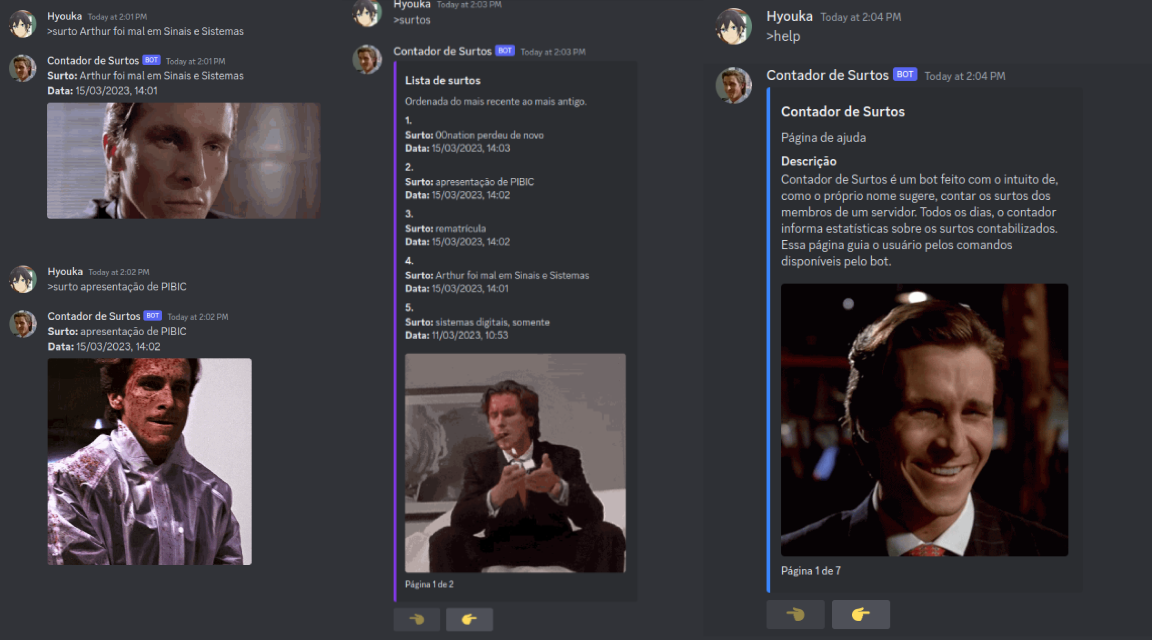 Hyouka Today at 2:01 PM
>surto Arthur foi mal em Sinais e Sistemas
Contador de Surtos BOT Today at 2:01 PM
Surto: Arthur foi mal em Sinais e Sistemas
Data: 15/03/2023, 14:01
Hyouka Today at 2:02 PM
>surto apresentação de PIBIC
Contador de Surtos BOT Today at 2:02 PM
Surto: apresentação de PIBIC
Data: 15/03/2023, 14:02
Hyouka Today at 2:03 PM
>surtos
Contador de Surtos BOT Today at 2:03 PM
Lista de surtos
Ordenada do mais recente ao mais antigo.
1.
Surto: 00nation perdeu de novo
Data: 15/03/2023, 14:03
2.
Surto: apresentação de PIBIC
Data: 15/03/2023, 14:02
3.
Surto: rematrícula
Data: 15/03/2023, 14:02
4.
Surto: Arthur foi mal em Sinais e Sistemas
Data: 15/03/2023, 14:01
5.
Surto: sistemas digitais, somente
Data: 11/03/2023, 10:53
Página 1 de 2
Hyouka Today at 2:04 PM
>help
Contador de Surtos BOT Today at 2:04 PM
Contador de Surtos
Página de ajuda
Descrição
Contador de Surtos é um bot feito com o intuito de,
como o próprio nome sugere, contar os surtos dos
membros de um servidor. Todos os dias, o contador
informa estatísticas sobre os surtos contabilizados.
Essa página guia o usuário pelos comandos
disponíveis pelo bot.
Página 1 de 7